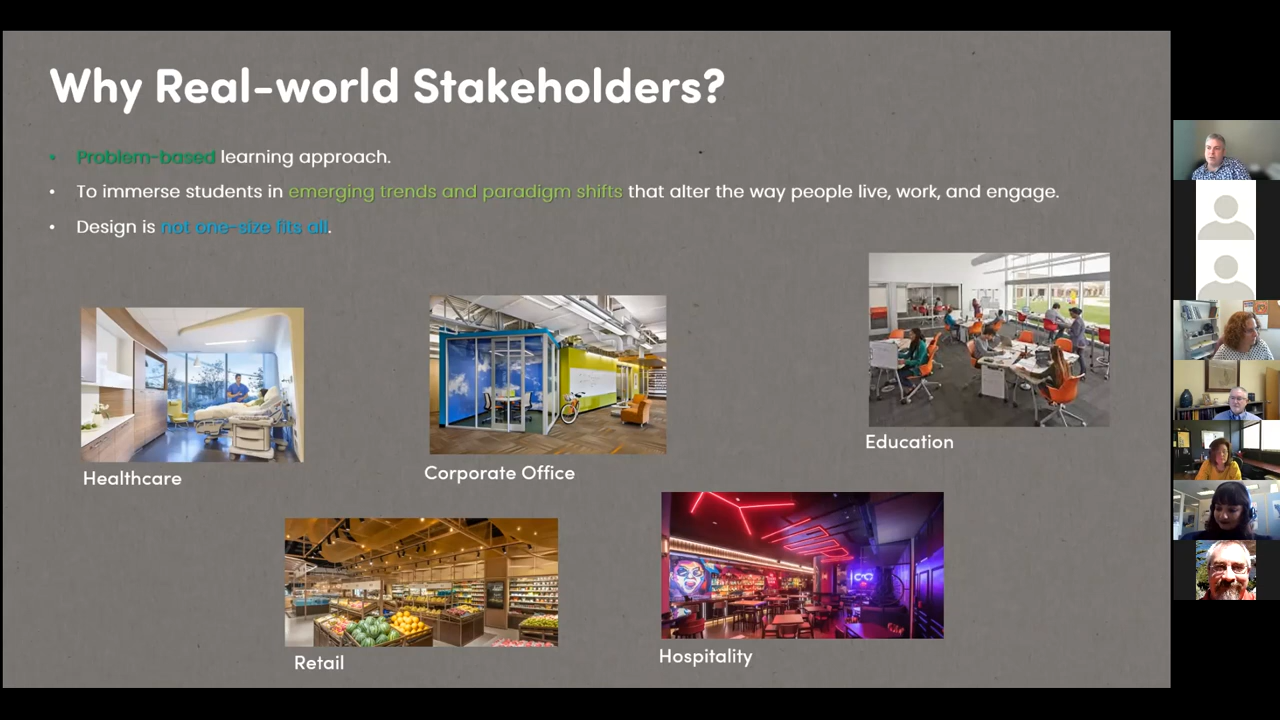 Why Real-world Stakeholders?
• Problem-based learning approach.
• To immerse students in emerging trends and paradigm shifts that alter the way people live, work, and engage.
• Design is not one-size fits all.
Healthcare
Corporate Office
Education
Retail
Hospitality